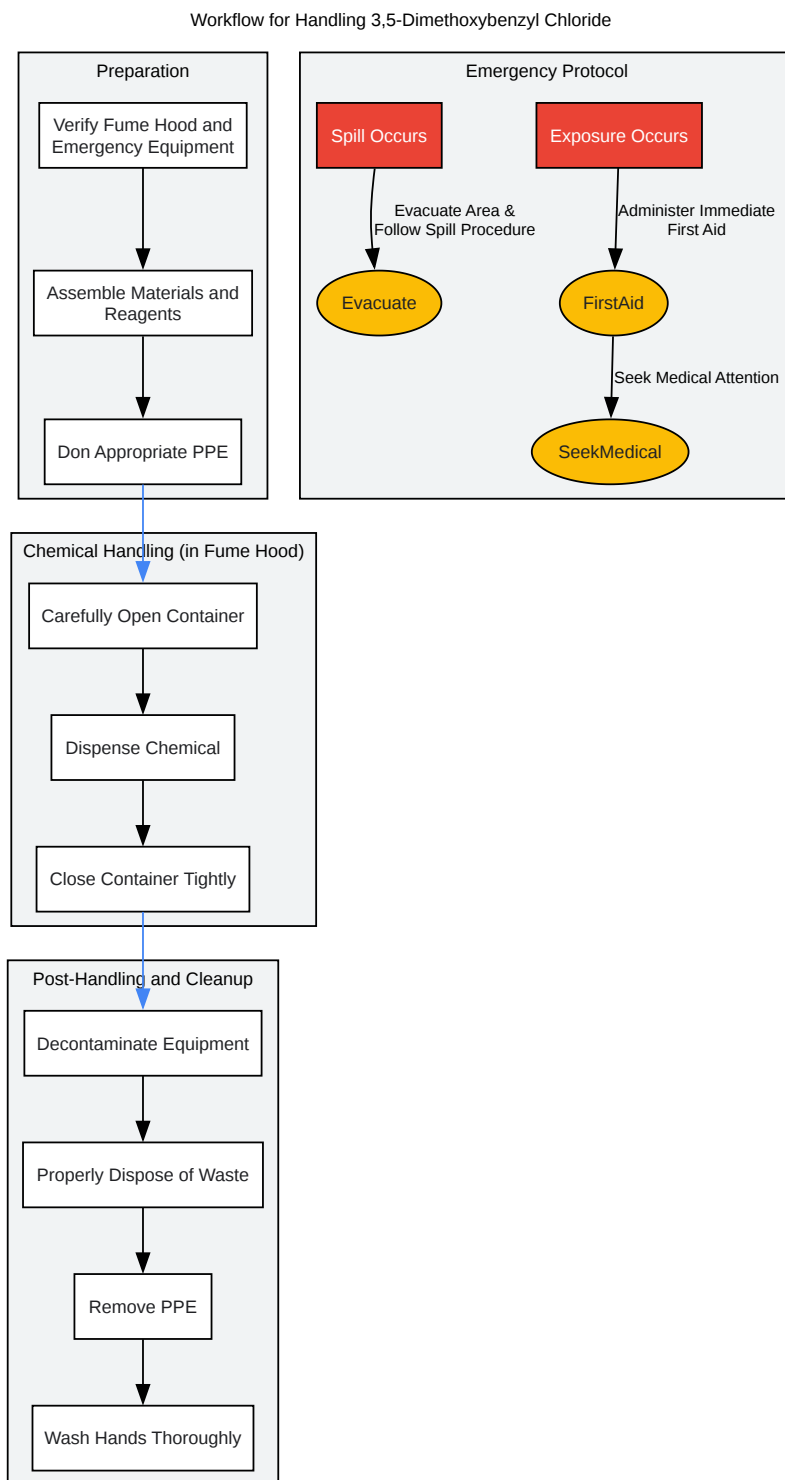 Workflow for Handling 3,5-Dimethoxybenzyl Chloride
Preparation
Verify Fume Hood and
Emergency Equipment
Assemble Materials and
Reagents
Don Appropriate PPE
Emergency Protocol
Spill Occurs
Exposure Occurs
Evacuate Area &
Follow Spill Procedure
Administer Immediate
First Aid
Evacuate
FirstAid
Seek Medical Attention
SeekMedical
Chemical Handling (in Fume Hood)
Carefully Open Container
Dispense Chemical
Close Container Tightly
Post-Handling and Cleanup
Decontaminate Equipment
Properly Dispose of Waste
Remove PPE
Wash Hands Thoroughly